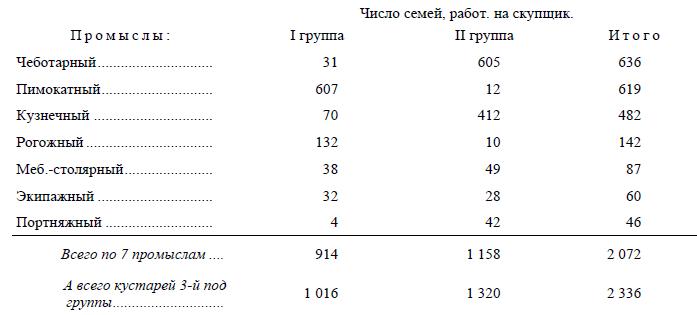 Число семей, работ. на скупщик.
Промыслы: I группа II группа Итого
Чеботарный.............................. 31 605 636
Пимокатный............................. 607 12 619
Кузнечный ............................... 70 412 482
Рогожный ................................ 132 10 142
Меб.-столярный....................... 38 49 87
Экипажный ............................. 32 28 60
Портняжный ........................... 4 42 46
Всего по 7 промыслам .... 914 1 158 2 072
А всего кустарей 3-й под
группы............................ 1 016 1 320 2 336